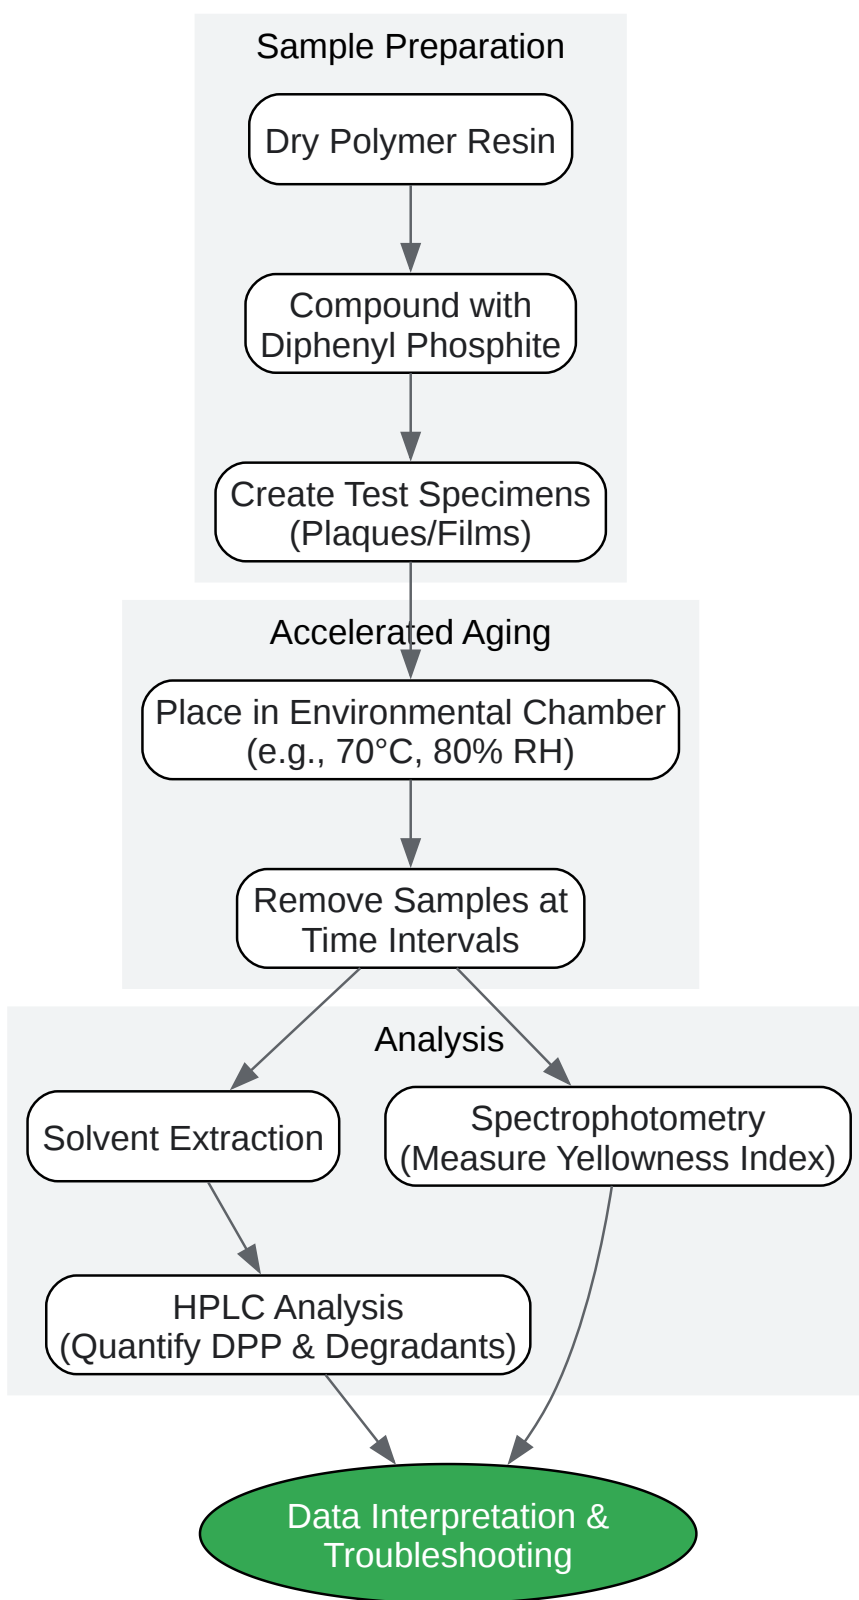 Sample Preparation
Dry Polymer Resin
Compound with
Diphenyl Phosphite
Create Test Specimens
(Plaques/Films)
Accelerated Aging
Place in Environmental Chamber
(e.g., 70°C, 80% RH)
Remove Samples at
Time Intervals
Analysis
Solvent Extraction
Spectrophotometry
(Measure Yellowness Index)
HPLC Analysis
(Quantify DPP & Degradants)
Data Interpretation &
Troubleshooting